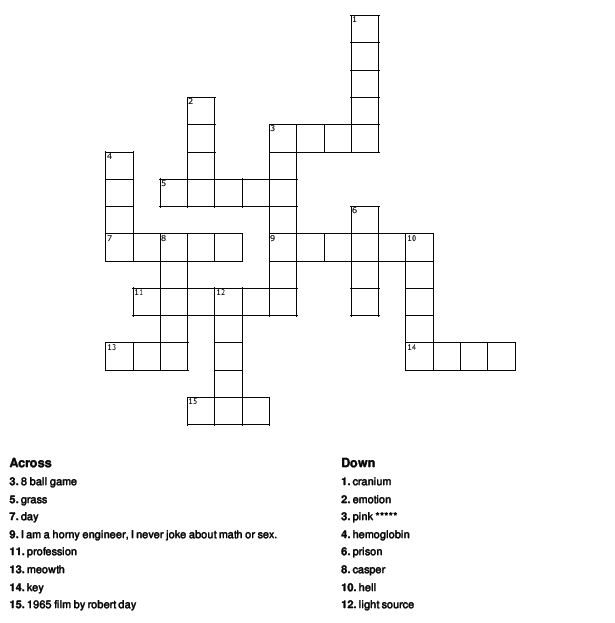 1
2
3
4
5
6
7
8
9
10
11
12
13
14
15
Across
3. 8 ball game
5. grass
7. day
9. I am a horny engineer, I never joke about math or sex.
11. profession
13. meowth
14. key
15. 1965 film by robert day
Down
1. cranium
2. emotion
3. pink *****
4. hemoglobin
6. prison
8. casper
10. hell
12. light source